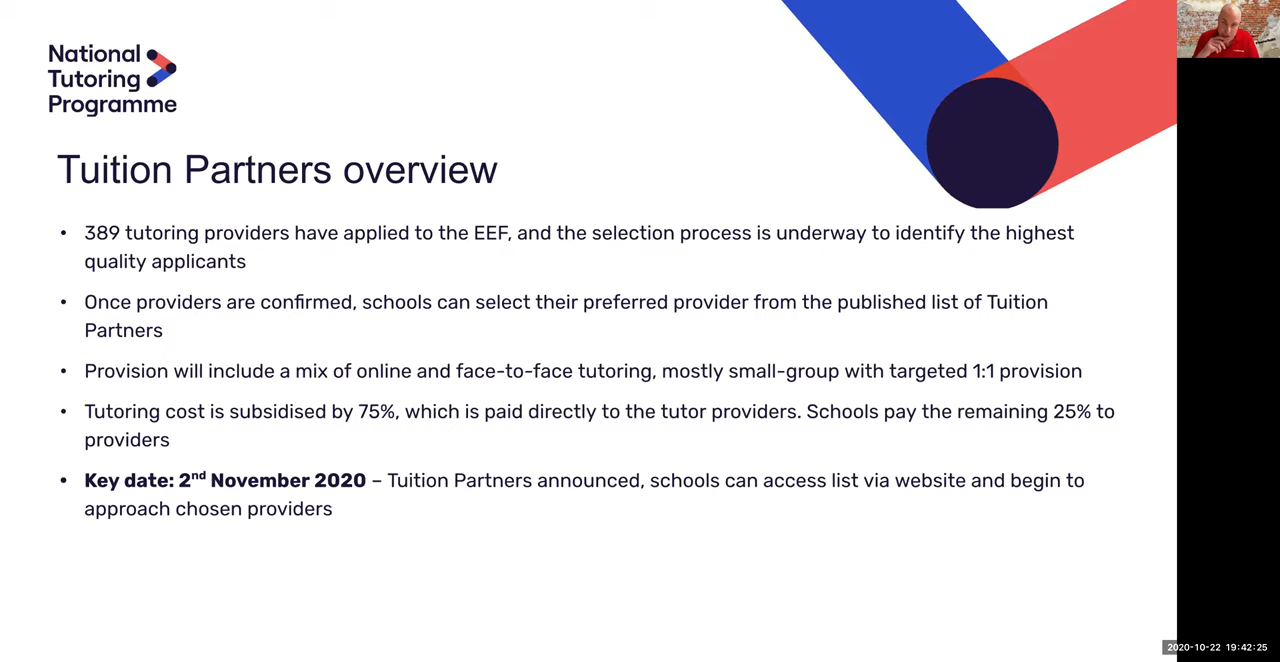 National
Tutoring
Programme
Tuition Partners overview
• 389 tutoring providers have applied to the EEF, and the selection process is underway to identify the highest
quality applicants
• Once providers are confirmed, schools can select their preferred provider from the published list of Tuition
Partners
• Provision will include a mix of online and face-to-face tutoring, mostly small-group with targeted 1:1 provision
• Tutoring cost is subsidised by 75%, which is paid directly to the tutor providers. Schools pay the remaining 25% to
providers
• Key date: 2nd November 2020 – Tuition Partners announced, schools can access list via website and begin to
approach chosen providers
2020-10-22 19:42:25